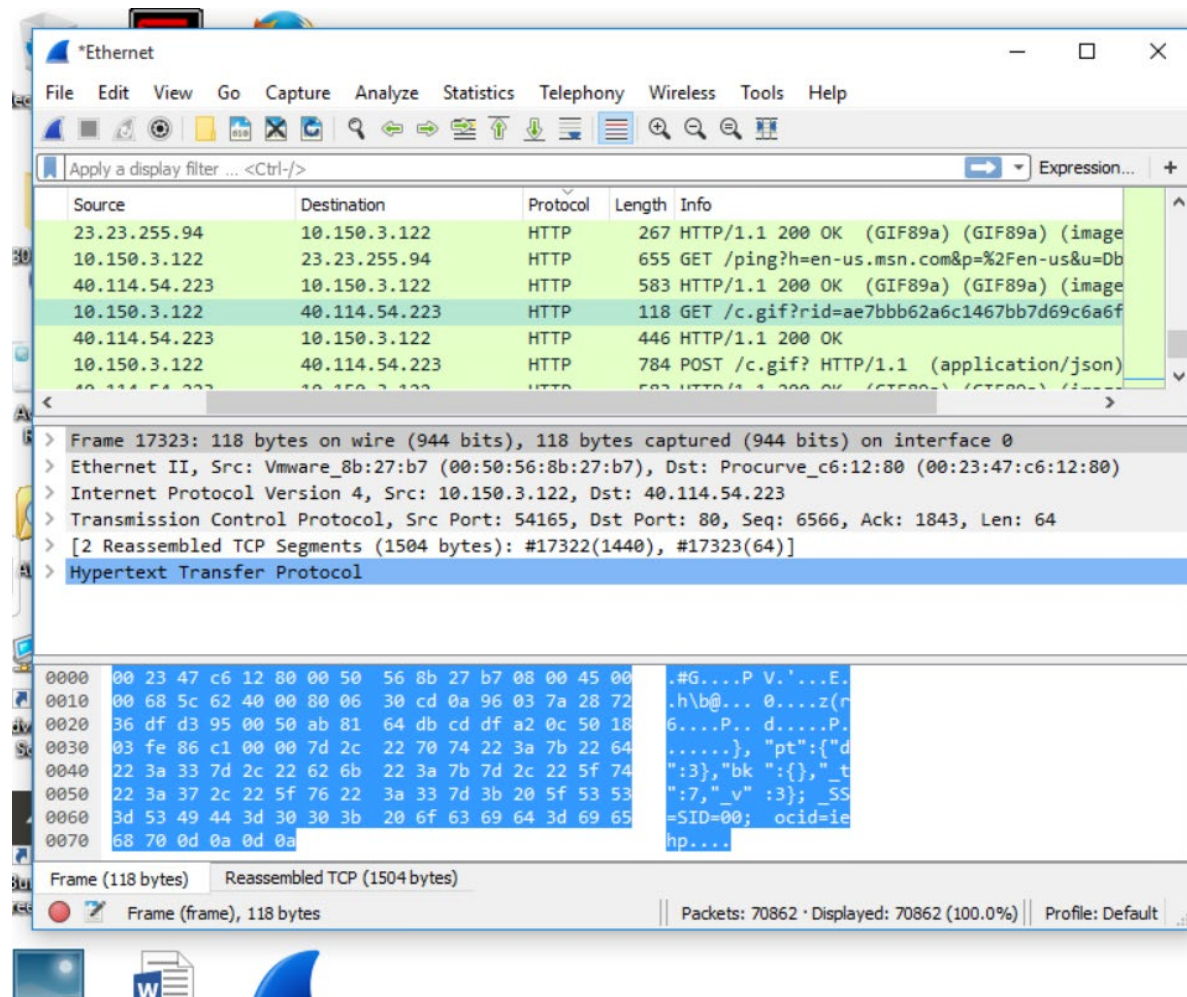 *Ethernet
File Edit View Go Capture Analyze Statistics Telephony Wireless Tools Help
Apply a display filter ... <Ctrl-/> Expression... +
Source Destination Protocol Length Info
23.23.255.94 10.150.3.122 HTTP 267 HTTP/1.1 200 OK (GIF89a) (GIF89a) (image
10.150.3.122 23.23.255.94 HTTP 655 GET /ping?h=en-us.msn.com&p=%2Fen-us&u=Db
40.114.54.223 10.150.3.122 HTTP 583 HTTP/1.1 200 OK (GIF89a) (GIF89a) (image
10.150.3.122 40.114.54.223 HTTP 118 GET /c.gif?rid=ae7bbb62a6c1467bb7d69c6a6f
40.114.54.223 10.150.3.122 HTTP 446 HTTP/1.1 200 OK
10.150.3.122 40.114.54.223 HTTP 784 POST /c.gif? HTTP/1.1 (application/json)
40.114.54.223 10.150.3.122 HTTP 583 HTTP/1.1 200 OK (GIF89a) (GIF89a) (image
> Frame 17323: 118 bytes on wire (944 bits), 118 bytes captured (944 bits) on interface 0
> Ethernet II, Src: Vmware_8b:27:b7 (00:50:56:8b:27:b7), Dst: Procurve_c6:12:80 (00:23:47:c6:12:80)
> Internet Protocol Version 4, Src: 10.150.3.122, Dst: 40.114.54.223
> Transmission Control Protocol, Src Port: 54165, Dst Port: 80, Seq: 6566, Ack: 1843, Len: 64
> [2 Reassembled TCP Segments (1504 bytes): #17322(1440), #17323(64)]
> Hypertext Transfer Protocol
0000 00 23 47 c6 12 80 00 50 56 8b 27 b7 08 00 45 00 .#G....P V.'...E.
0010 00 68 5c 62 40 00 80 06 30 cd 0a 96 03 7a 28 72 .h\b@... 0....z(r
0020 36 df d3 95 00 50 ab 81 64 db cd df a2 0c 50 18 6....P.. d.....P.
0030 03 fe 86 c1 00 00 7d 2c 22 70 74 22 3a 7b 22 64 ......}, "pt":{"d
0040 22 3a 33 7d 2c 22 62 6b 22 3a 7b 7d 2c 22 5f 74 ":3},"bk ":{},"_t
0050 22 3a 37 2c 22 5f 76 22 3a 33 7d 3b 20 5f 53 53 ":7,"_v" :3}; _SS
0060 3d 53 49 44 3d 30 30 3b 20 6f 63 69 64 3d 69 65 =SID=00; ocid=ie
0070 68 70 0d 0a 0d 0a hp....
Frame (118 bytes) Reassembled TCP (1504 bytes)
Frame (frame), 118 bytes Packets: 70862 · Displayed: 70862 (100.0%) Profile: Default
W